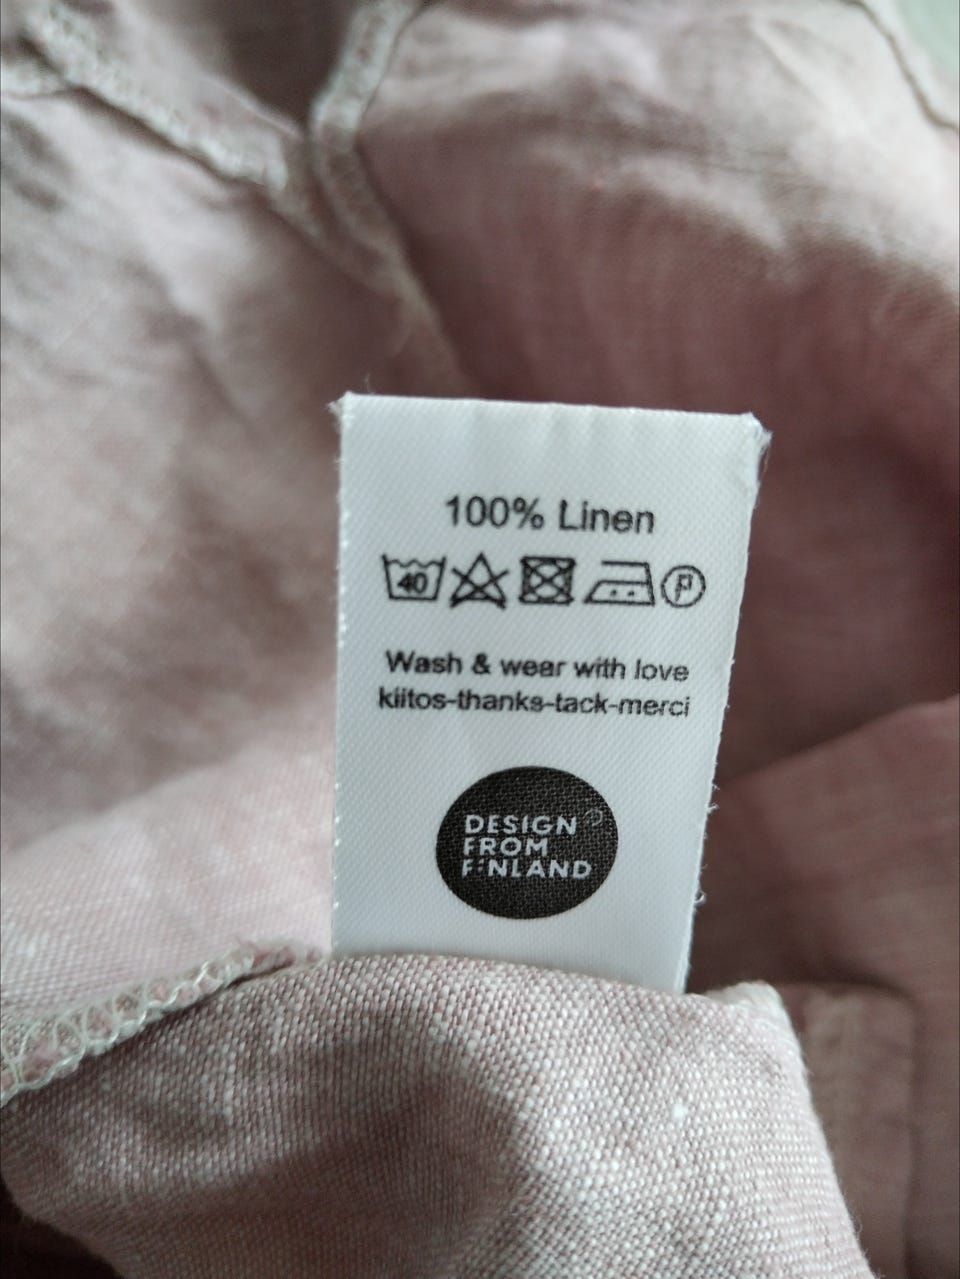 100% Linen
40
P
Wash & wear with love
kiitos-thanks-tack-merci
DESIGN
FROM
FINLAND